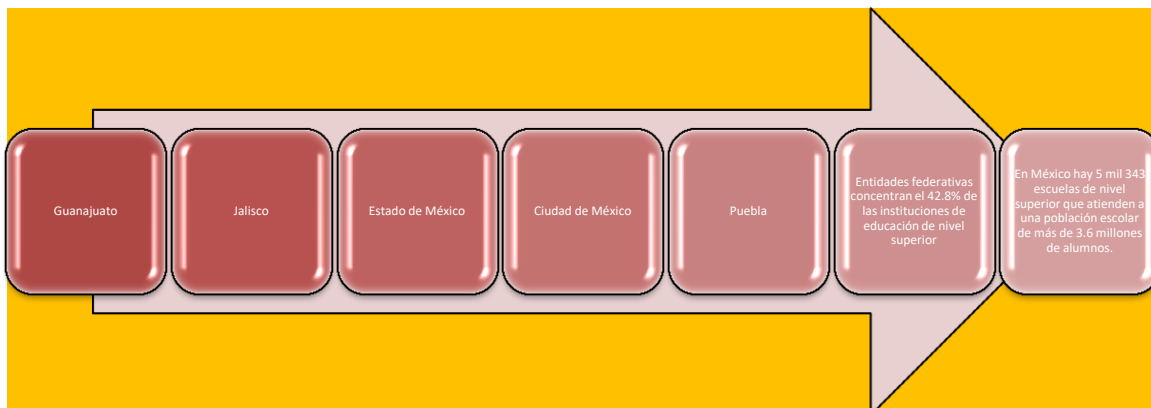 Guanajuato
Jalisco
Estado de México
Ciudad de México
Puebla
Entidades federativas
concentran el 42.8% de
las instituciones de
educación de nivel
superior
En México hay 5 mil 343
escuelas de nivel
superior que atienden a
una población escolar
de más de 3.6 millones
de alumnos.